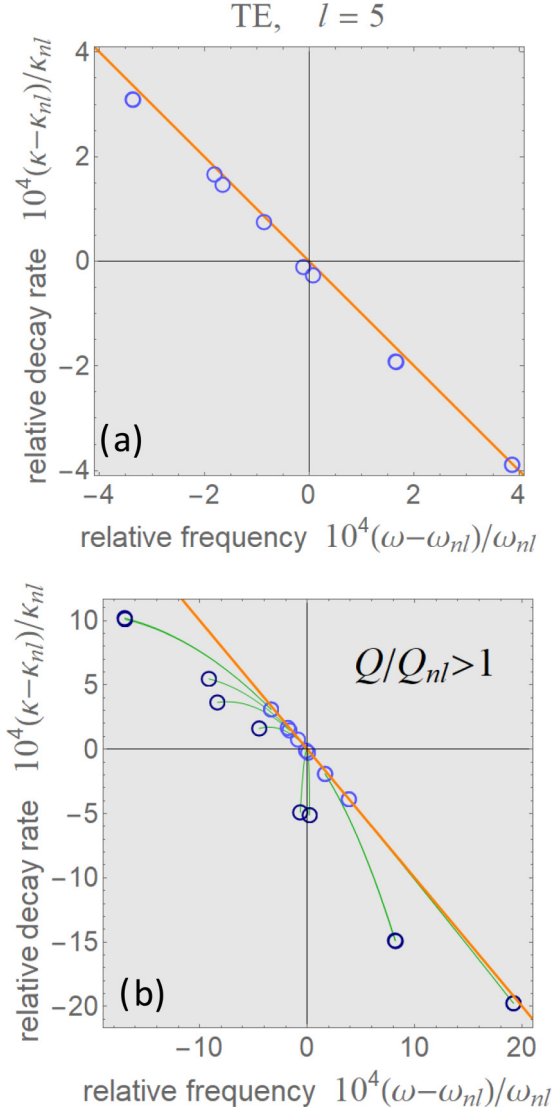 TE, l = 5
relative decay rate 10⁴(κ−κₙₗ)/κₙₗ
4
2
0
−2
−4
(a)
−4 −2 0 2 4
relative frequency 10⁴(ω−ωₙₗ)/ωₙₗ
relative decay rate 10⁴(κ−κₙₗ)/κₙₗ
10
5
0
−5
−10
−15
−20
Q/Qₙₗ>1
(b)
−10 0 10 20
relative frequency 10⁴(ω−ωₙₗ)/ωₙₗ